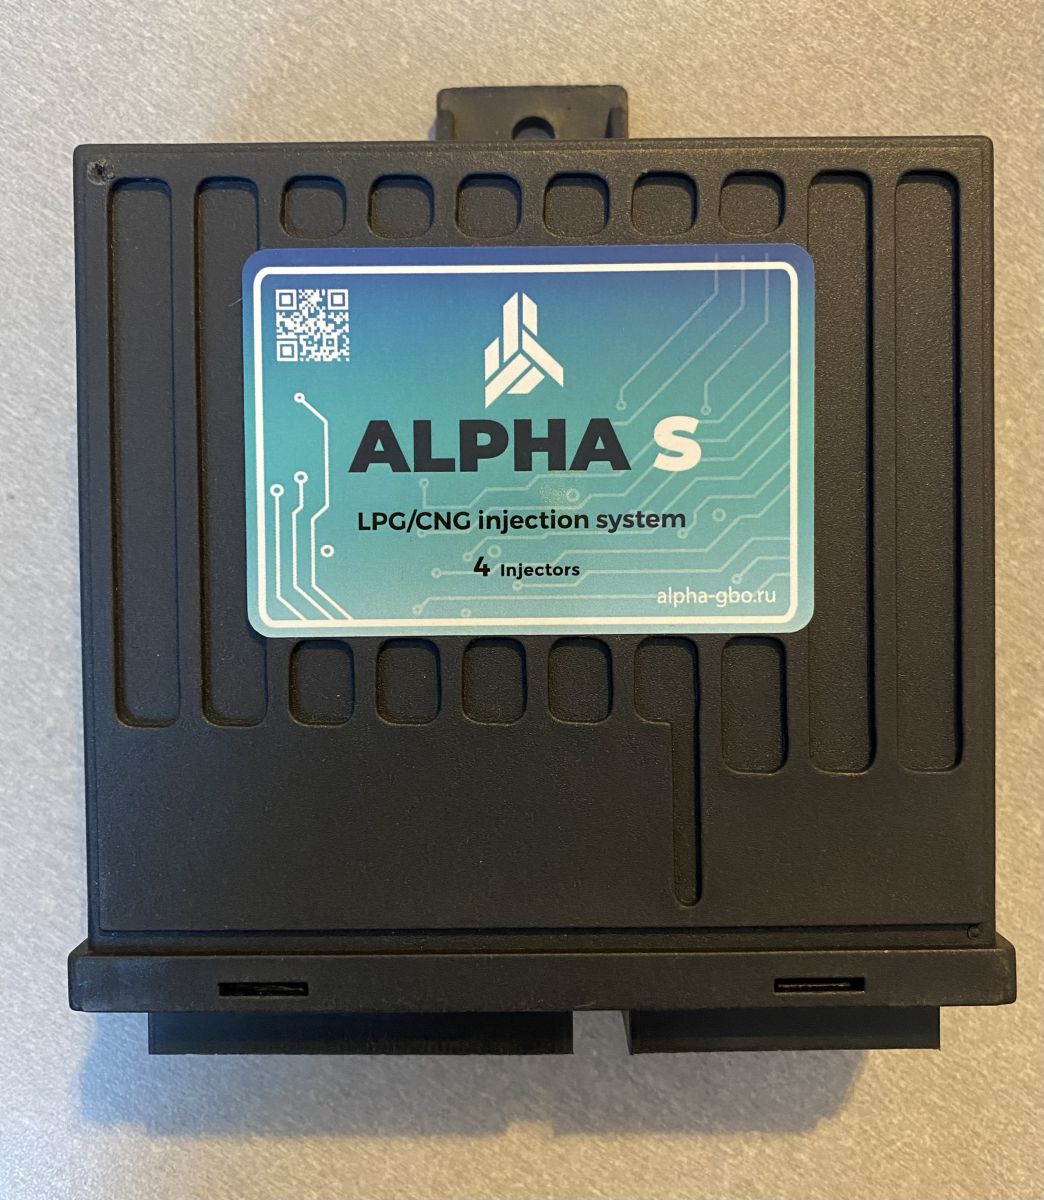 ALPHA S
LPG/CNG injection system
4 Injectors
alpha-gbo.ru